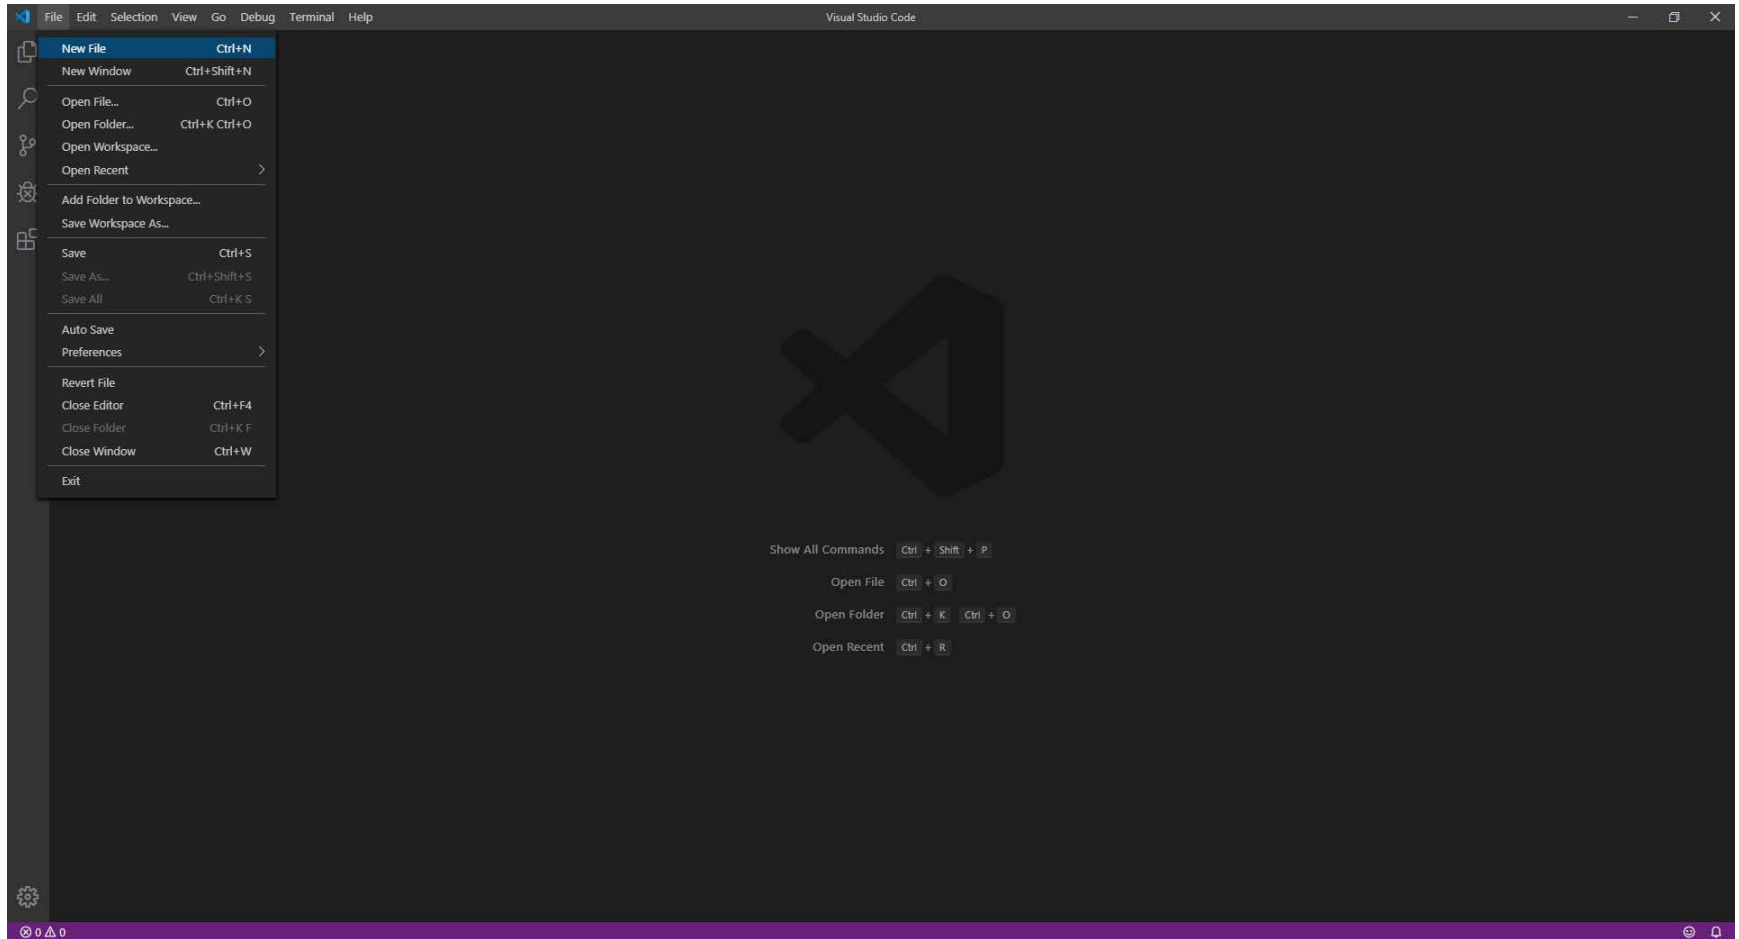 File Edit Selection View Go Debug Terminal Help Visual Studio Code
New File Ctrl+N
New Window Ctrl+Shift+N
Open File... Ctrl+O
Open Folder... Ctrl+K Ctrl+O
Open Workspace...
Open Recent
Add Folder to Workspace...
Save Workspace As...
Save Ctrl+S
Save As... Ctrl+Shift+S
Save All Ctrl+K S
Auto Save
Preferences
Revert File
Close Editor Ctrl+F4
Close Folder Ctrl+K F
Close Window Ctrl+W
Exit
Show All Commands Ctrl + Shift + P
Open File Ctrl + O
Open Folder Ctrl + K Ctrl + O
Open Recent Ctrl + R
0 0